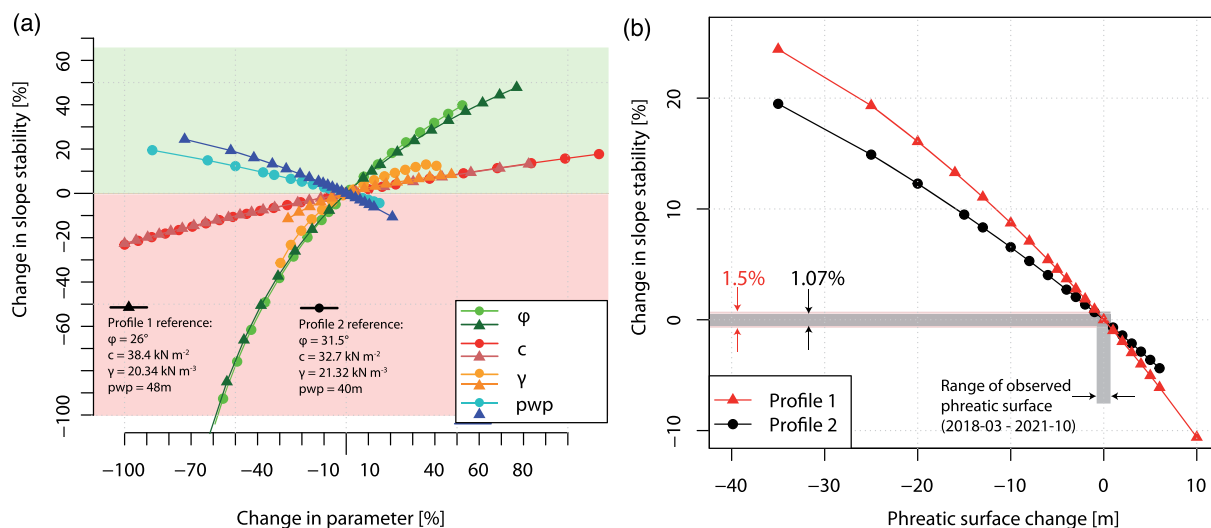 (a)
Change in slope stability [%]
60
40
20
0
−20
−40
−60
−80
−100
Profile 1 reference:
φ = 26°
c = 38.4 kN m-2
γ = 20.34 kN m-3
pwp = 48m
Profile 2 reference:
φ = 31.5°
c = 32.7 kN m-2
γ = 21.32 kN m-3
pwp = 40m
φ
c
γ
pwp
−100
−70
−40
−10
10
40
60
80
Change in parameter [%]
(b)
Change in slope stability [%]
20
10
0
−10
1.5%
1.07%
Profile 1
Profile 2
Range of observed
phreatic surface
(2018-03 - 2021-10)
−40
−30
−20
−10
0
10
Phreatic surface change [m]